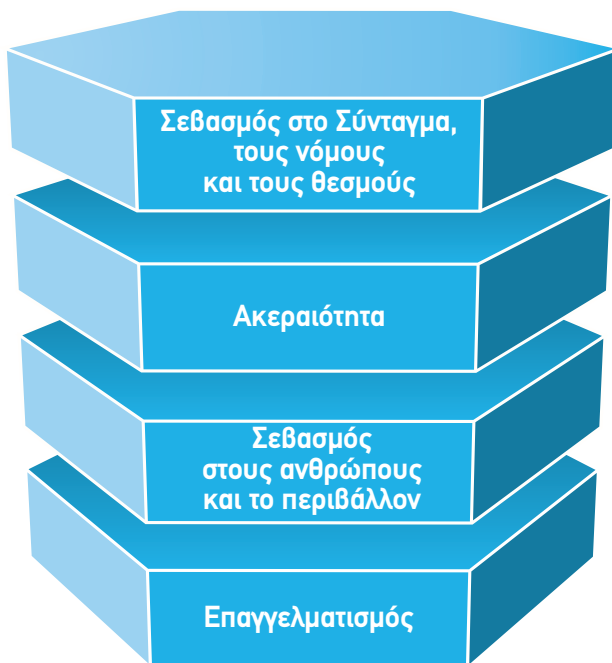 Σεβασμός στο Σύνταγμα,
τους νόμους
και τους θεσμούς
Ακεραιότητα
Σεβασμός
στους ανθρώπους
και το περιβάλλον
Επαγγελματισμός